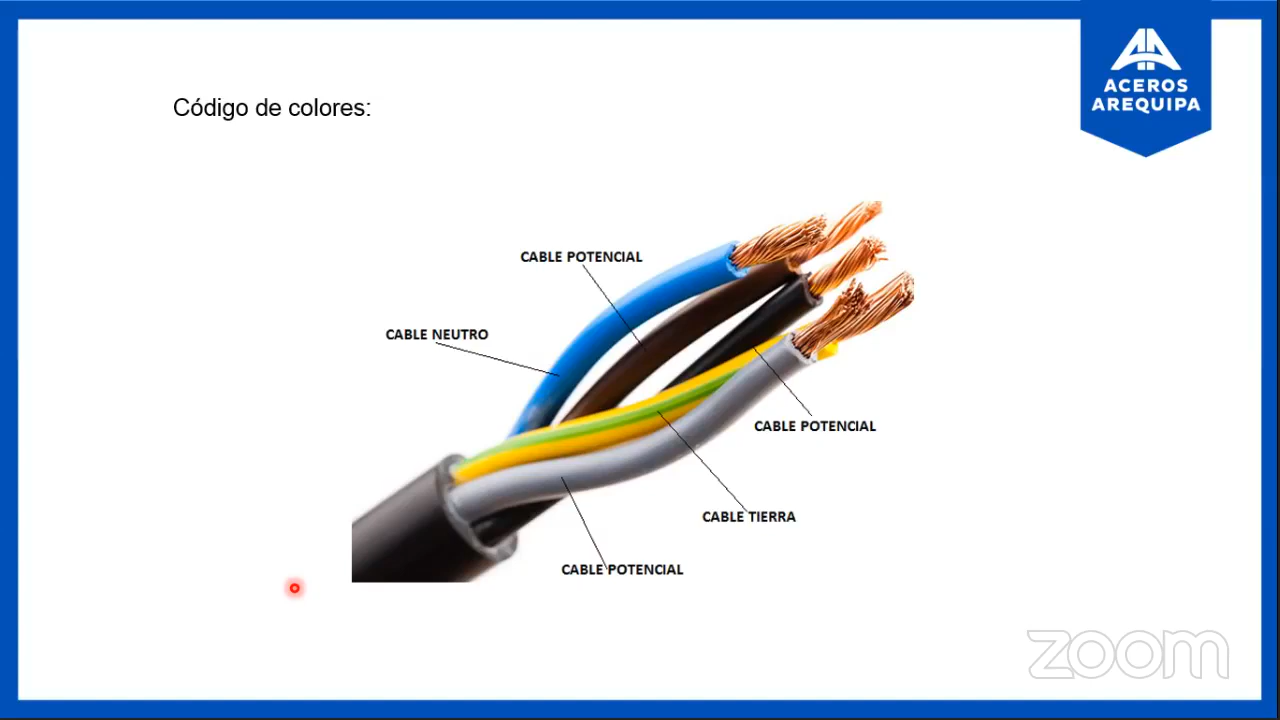 ACEROS
AREQUIPA
Código de colores:
CABLE POTENCIAL
CABLE NEUTRO
CABLE POTENCIAL
CABLE TIERRA
CABLE POTENCIAL
zoom